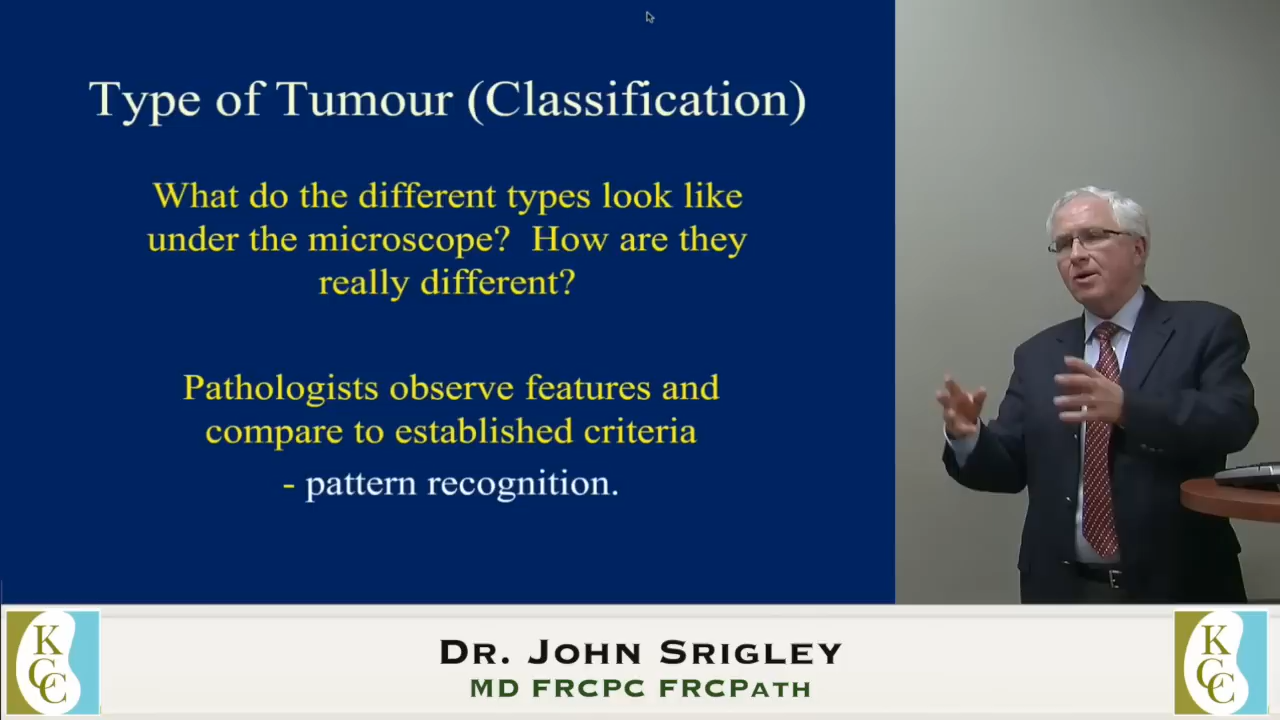 Type of Tumour (Classification)
What do the different types look like
under the microscope? How are they
really different?
Pathologists observe features and
compare to established criteria
- pattern recognition.
KCC
DR. JOHN SRIGLEY
MD FRCPC FRCPATH
KCC